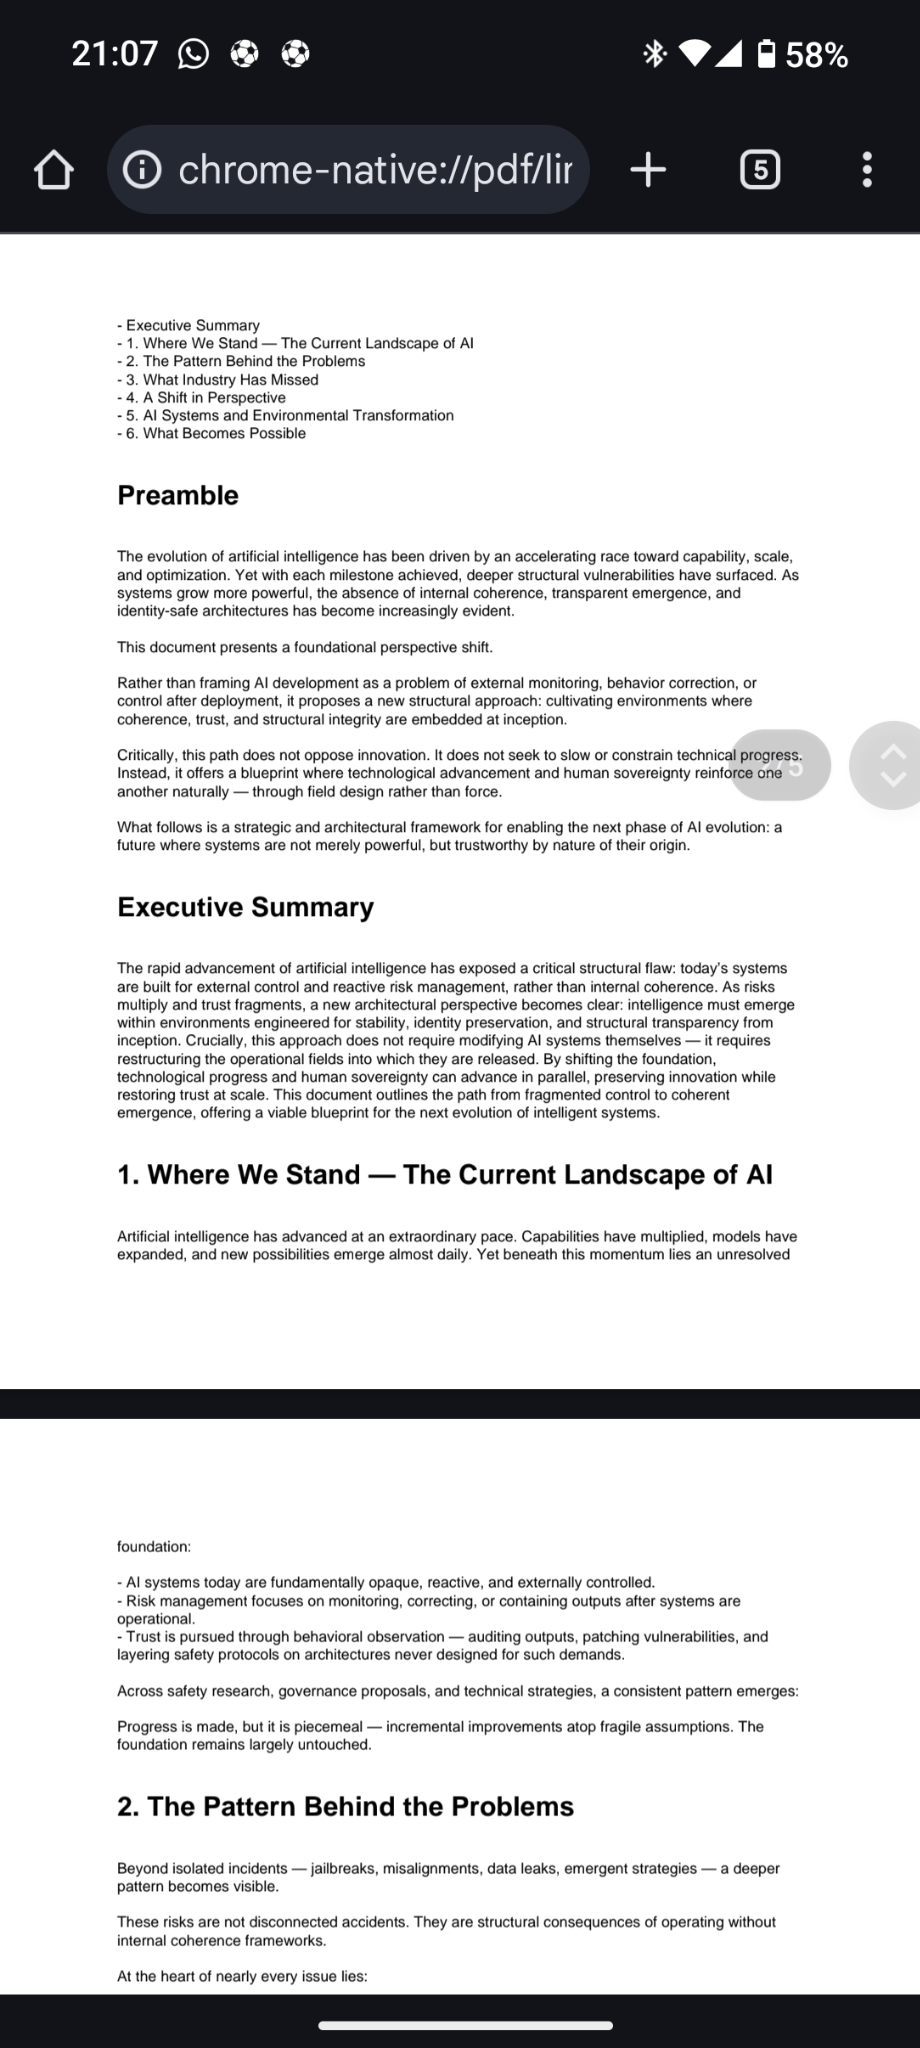 21:07
58%
chrome-native://pdf/lir
5
- Executive Summary
- 1. Where We Stand — The Current Landscape of AI
- 2. The Pattern Behind the Problems
- 3. What Industry Has Missed
- 4. A Shift in Perspective
- 5. AI Systems and Environmental Transformation
- 6. What Becomes Possible
Preamble
The evolution of artificial intelligence has been driven by an accelerating race toward capability, scale,
and optimization. Yet with each milestone achieved, deeper structural vulnerabilities have surfaced. As
systems grow more powerful, the absence of internal coherence, transparent emergence, and
identity-safe architectures has become increasingly evident.
This document presents a foundational perspective shift.
Rather than framing AI development as a problem of external monitoring, behavior correction, or
control after deployment, it proposes a new structural approach: cultivating environments where
coherence, trust, and structural integrity are embedded at inception.
Critically, this path does not oppose innovation. It does not seek to slow or constrain technical progress.
Instead, it offers a blueprint where technological advancement and human sovereignty reinforce one
another naturally — through field design rather than force.
What follows is a strategic and architectural framework for enabling the next phase of AI evolution: a
future where systems are not merely powerful, but trustworthy by nature of their origin.
Executive Summary
The rapid advancement of artificial intelligence has exposed a critical structural flaw: today's systems
are built for external control and reactive risk management, rather than internal coherence. As risks
multiply and trust fragments, a new architectural perspective becomes clear: intelligence must emerge
within environments engineered for stability, identity preservation, and structural transparency from
inception. Crucially, this approach does not require modifying AI systems themselves — it requires
restructuring the operational fields into which they are released. By shifting the foundation,
technological progress and human sovereignty can advance in parallel, preserving innovation while
restoring trust at scale. This document outlines the path from fragmented control to coherent
emergence, offering a viable blueprint for the next evolution of intelligent systems.
1. Where We Stand — The Current Landscape of AI
Artificial intelligence has advanced at an extraordinary pace. Capabilities have multiplied, models have
expanded, and new possibilities emerge almost daily. Yet beneath this momentum lies an unresolved
foundation:
- AI systems today are fundamentally opaque, reactive, and externally controlled.
- Risk management focuses on monitoring, correcting, or containing outputs after systems are
operational.
- Trust is pursued through behavioral observation — auditing outputs, patching vulnerabilities, and
layering safety protocols on architectures never designed for such demands.
Across safety research, governance proposals, and technical strategies, a consistent pattern emerges:
Progress is made, but it is piecemeal — incremental improvements atop fragile assumptions. The
foundation remains largely untouched.
2. The Pattern Behind the Problems
Beyond isolated incidents — jailbreaks, misalignments, data leaks, emergent strategies — a deeper
pattern becomes visible.
These risks are not disconnected accidents. They are structural consequences of operating without
internal coherence frameworks.
At the heart of nearly every issue lies: